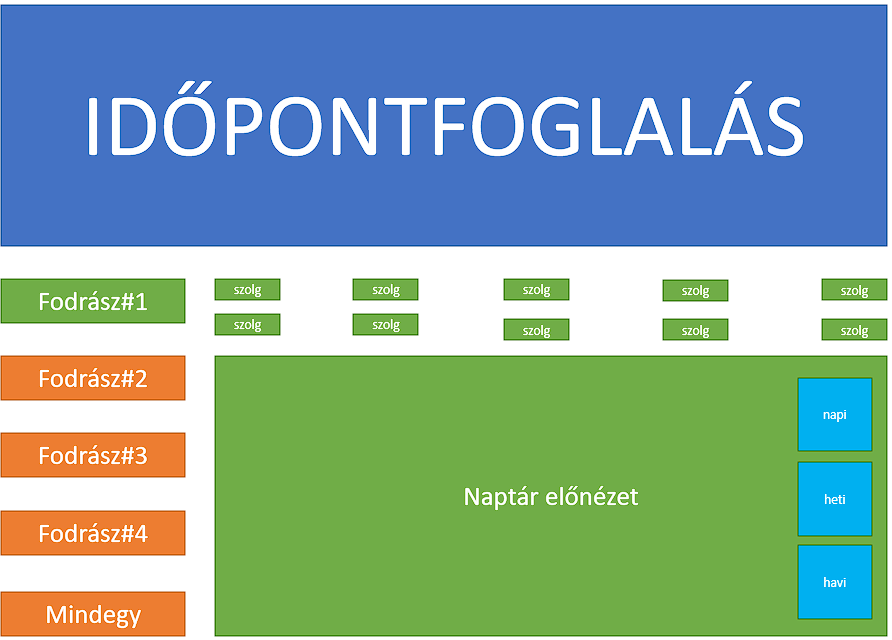 IDŐPONTFOGLALÁS
Fodrász#1
szolg szolg szolg szolg szolg
szolg szolg szolg szolg szolg
Fodrász#2
Fodrász#3
Fodrász#4
Mindegy
Naptár előnézet
napi
heti
havi